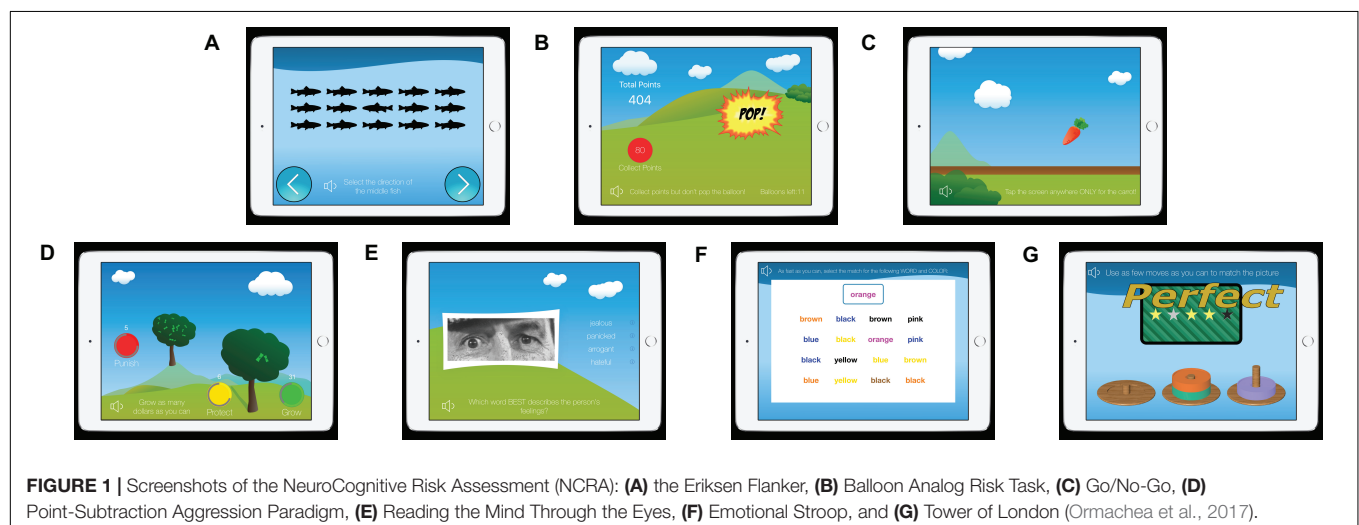 A
B
C
Total Points
404
POP!
80
Collect Points
Select the direction of
the middle fish
Collect points but don't pop the balloon!
Balloons left:11
Tap the screen anywhere ONLY for the carrot!
D
E
F
G
5
Punish
5
Protect
31
Grow
Grow as many
dollars as you can
jealous
panicked
arrogant
hateful
Which word BEST describes the person's
feelings?
As fast as you can, select the match for the following WORD and COLOR:
orange
brown black brown pink
blue black orange pink
black yellow blue brown
blue yellow black black
Use as few moves as you can to match the picture
Perfect
FIGURE 1 | Screenshots of the NeuroCognitive Risk Assessment (NCRA): (A) the Eriksen Flanker, (B) Balloon Analog Risk Task, (C) Go/No-Go, (D)
Point-Subtraction Aggression Paradigm, (E) Reading the Mind Through the Eyes, (F) Emotional Stroop, and (G) Tower of London (Ormachea et al., 2017).